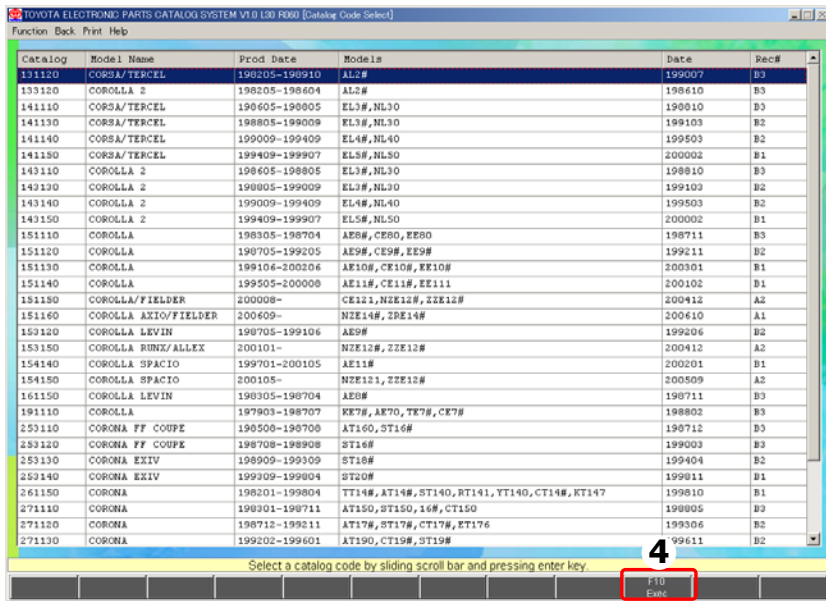 TOYOTA ELECTRONIC PARTS CATALOG SYSTEM V1.0 L30 R060 [Catalog Code Select]
Function Back Print Help
Catalog Model Name Prod Date Models Date Rec#
131120 CORSA/TERCEL 198205-198910 AL2# 199007 B3
133120 COROLLA 2 198205-198604 AL2# 198610 B3
141110 CORSA/TERCEL 198605-198805 EL3#,NL30 198810 B3
141130 CORSA/TERCEL 198805-199009 EL3#,NL30 199103 B2
141140 CORSA/TERCEL 199009-199409 EL4#,NL40 199503 B2
141150 CORSA/TERCEL 199409-199907 EL5#,NL50 200002 B1
143110 COROLLA 2 198605-198805 EL3#,NL30 198810 B3
143130 COROLLA 2 198805-199009 EL3#,NL30 199103 B2
143140 COROLLA 2 199009-199409 EL4#,NL40 199503 B2
143150 COROLLA 2 199409-199907 EL5#,NL50 200002 B1
151110 COROLLA 198305-198704 AE8#,CE80,EE80 198711 B3
151120 COROLLA 198705-199205 AE9#,CE9#,EE9# 199211 B2
151130 COROLLA 199106-200206 AE10#,CE10#,EE10# 200301 B1
151140 COROLLA 199505-200008 AE11#,CE11#,EE111 200102 B1
151150 COROLLA/FIELDER 200008- CE121,NZE12#,ZZE12# 200412 A2
151160 COROLLA AXIO/FIELDER 200609- NZE14#,ZRE14# 200610 A1
153120 COROLLA LEVIN 198705-199106 AE9# 199206 B2
153150 COROLLA RUNX/ALLEX 200101- NZE12#,ZZE12# 200412 A2
154140 COROLLA SPACIO 199701-200105 AE11# 200201 B1
154150 COROLLA SPACIO 200105- NZE121,ZZE12# 200509 A2
161150 COROLLA LEVIN 198305-198704 AE8# 198711 B3
191110 COROLLA 197903-198707 KE7#,AE70,TE7#,CE7# 198802 B3
253110 CORONA FF COUPE 198508-198708 AT160,ST16# 198712 B3
253120 CORONA FF COUPE 198708-198908 ST16# 199003 B3
253130 CORONA EXIV 198909-199309 ST18# 199404 B2
253140 CORONA EXIV 199309-199804 ST20# 199811 B1
261150 CORONA 198201-199804 TT14#,AT14#,ST140,RT141,YT140,CT14#,KT147 199810 B1
271110 CORONA 198301-198711 AT150,ST150,16#,CT150 198805 B3
271120 CORONA 198712-199211 AT17#,ST17#,CT17#,ET176 199306 B2
271130 CORONA 199202-199601 AT190,CT19#,ST19# 199611 B2
Select a catalog code by sliding scroll bar and pressing enter key.
4
F10
Exec